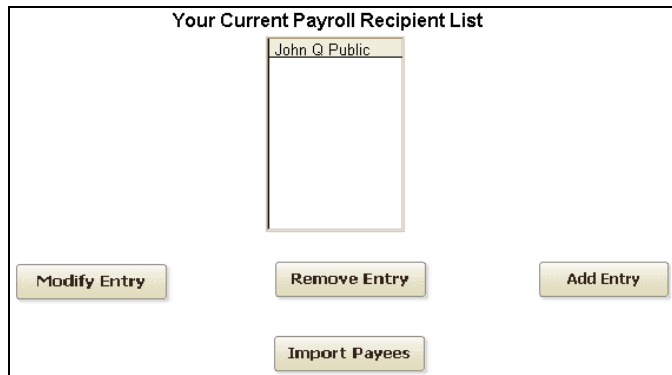 Your Current Payroll Recipient List
John Q Public
Modify Entry Remove Entry Add Entry
Import Payees